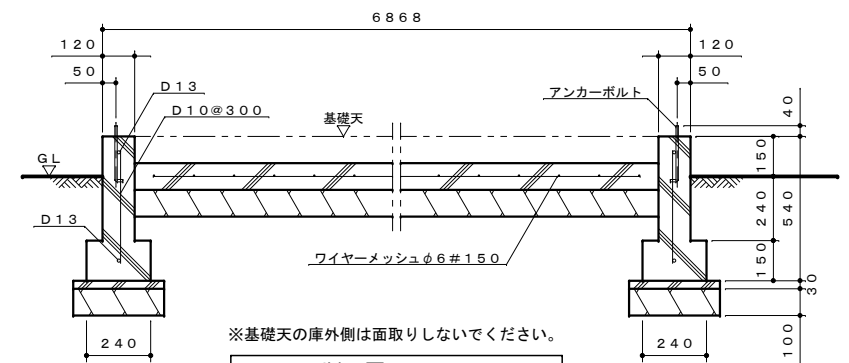 ６８６８
１２０
１２０
５０
５０
Ｄ１３
Ｄ１０＠３００
アンカーボルト
４０
基礎天
ＧＬ
１５０
２４０
５４０
Ｄ１３
ワイヤーメッシュφ６＃１５０
１５０
３０
※基礎天の庫外側は面取りしないでください。
２４０
２４０
１００